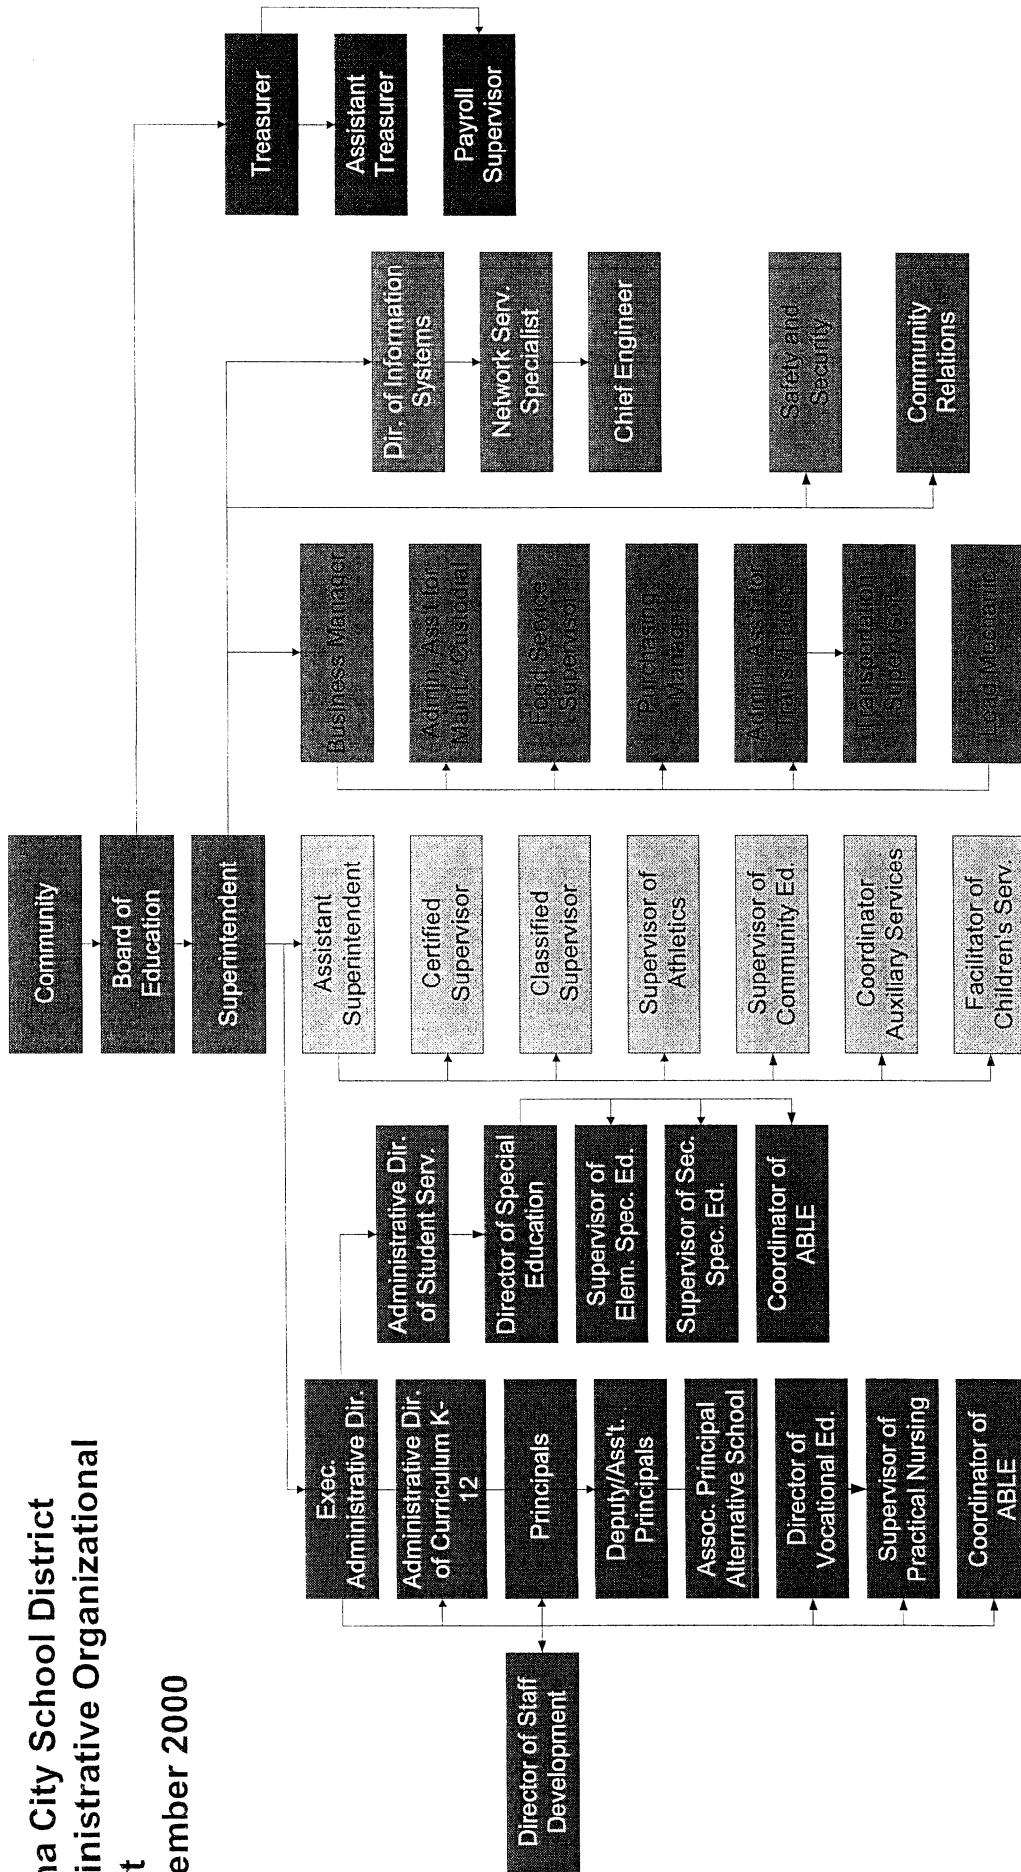 na City School District
inistrative Organizational
t
ember 2000
Community
Board of
Education
Superintendent
Treasurer
Assistant
Treasurer
Payroll
Supervisor
Dir. of Information
Systems
Network Serv.
Specialist
Chief Engineer
Safety and
Security
Community
Relations
Business Manager
Admin. Ass't for
Maint./Custodial
Food Service
Supervisor
Purchasing
Manager
Admin. Ass't for
Transportation
Supervisor
Lead Mechanic
Assistant
Superintendent
Certified
Supervisor
Classified
Supervisor
Supervisor of
Athletics
Supervisor of
Community Ed.
Coordinator
Auxiliary Services
Facilitator of
Children's Serv.
Administrative Dir.
of Student Serv.
Director of Special
Education
Supervisor of
Elem. Spec. Ed.
Supervisor of Sec.
Spec. Ed.
Coordinator of
ABLE
Exec.
Administrative Dir.
Administrative Dir.
of Curriculum K-
12
Principals
Deputy/Ass't.
Principals
Assoc. Principal
Alternative School
Director of
Vocational Ed.
Supervisor of
Practical Nursing
Coordinator of
ABLE
Director of Staff
Development